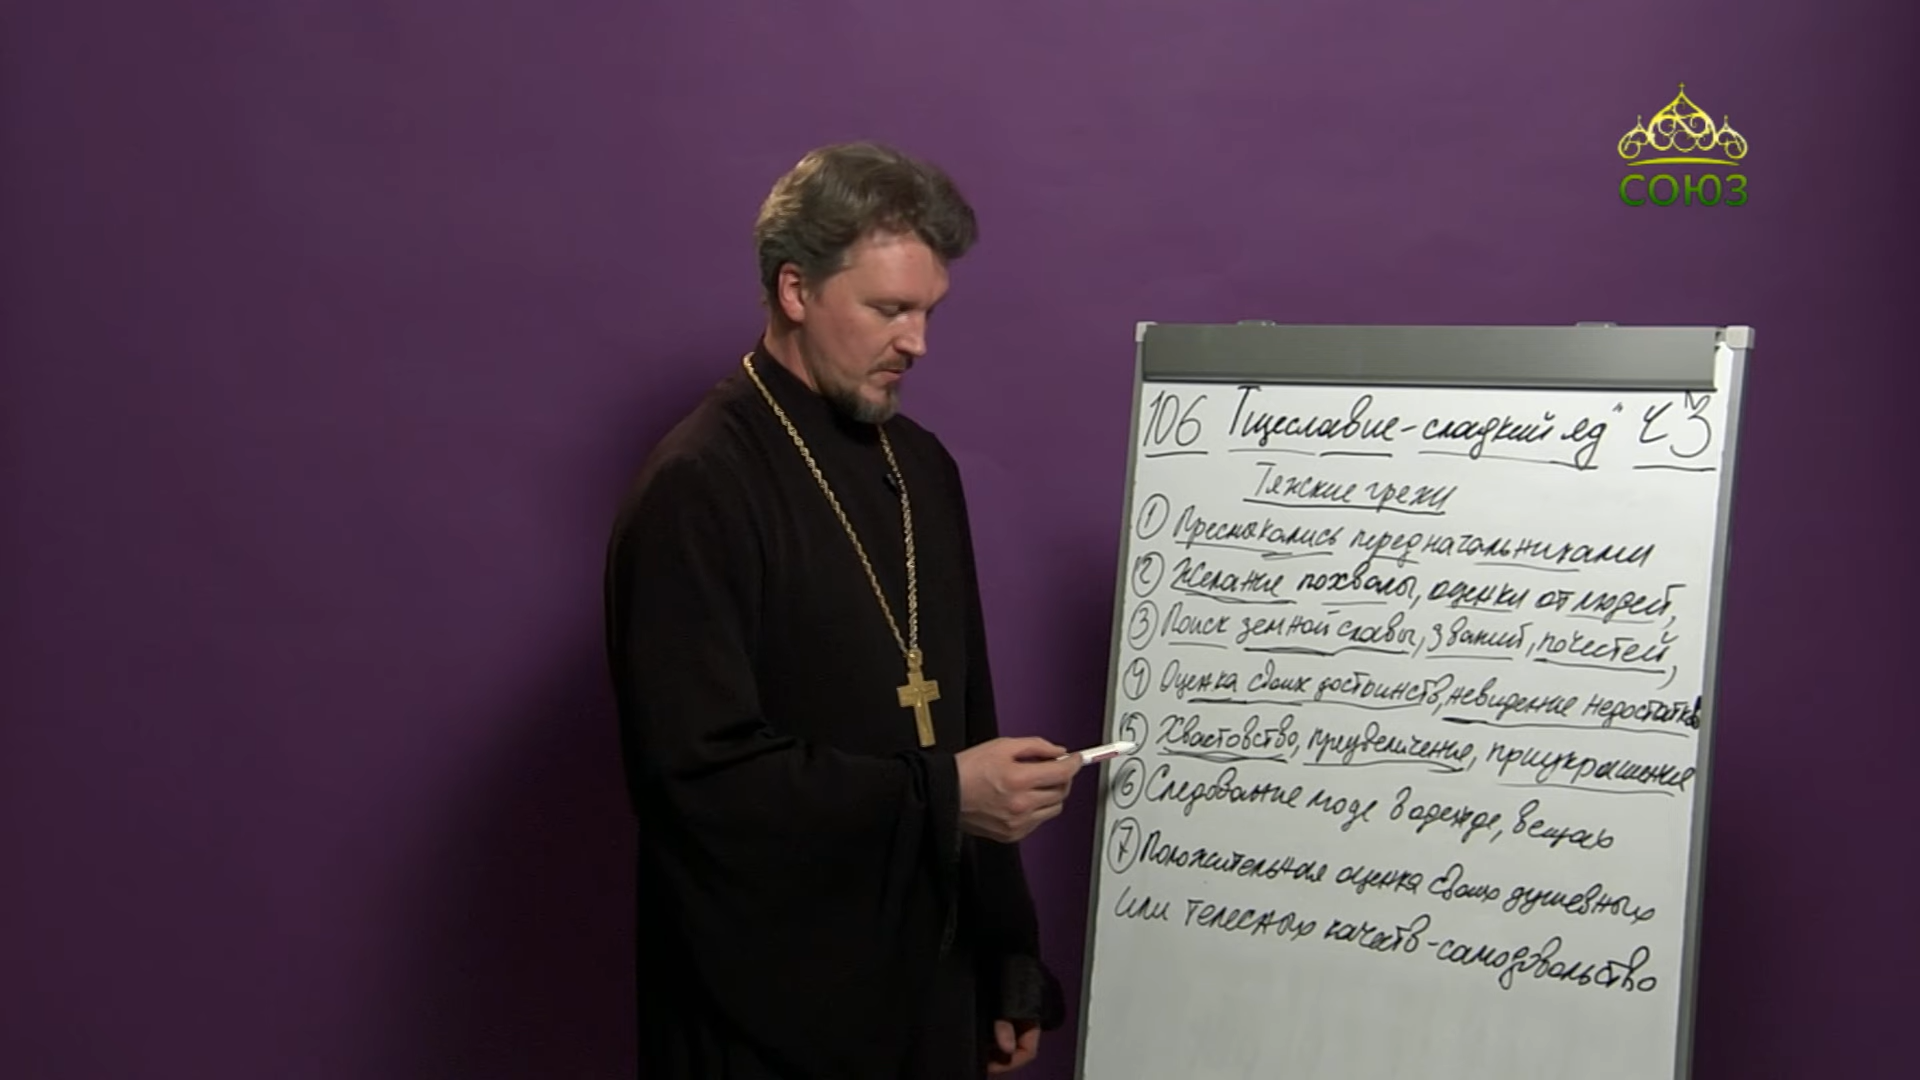 СОЮЗ
106 Тщеславие-сладкий яд" ч3
Тяжкие грехи
1 Пресмыкались перед начальниками
2 Желание похвалы, оценки от людей,
3 Поиск земной славы, званий, почестей,
4 Оценка своих достоинств, невидение недостатков
5 Хвастовство, преувеличение, приукрашение
6 Следование моде в одежде, вещах
7 Положительная оценка своих душевных
или телесных качеств-самодовольство